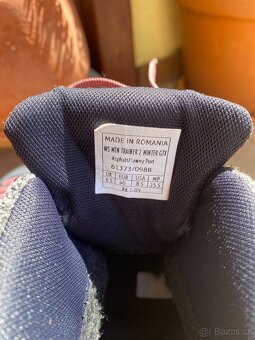 MADE IN ROMANIA
WS MTN TRAINER 2 WINTER GTX
Asphalt/Tawny Port
61373/0988
UK EUR USA MP
6.5 40 8.5 25.5
Bazos.cz